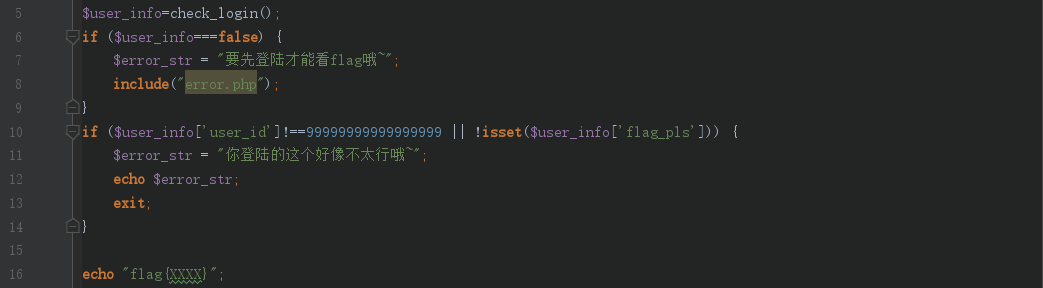 5 $user_info=check_login();
6 if ($user_info===false) {
7 $error_str = "要先登陆才能看flag哦~";
8 include("error.php");
9 }
10 if ($user_info['user_id']!==99999999999999999 || !isset($user_info['flag_pls'])) {
11 $error_str = "你登陆的这个好像不太行哦~";
12 echo $error_str;
13 exit;
14 }
15
16 echo "flag{XXXX}";